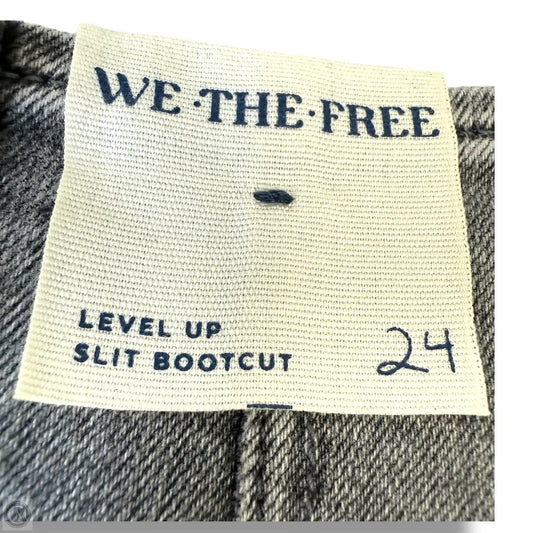 WE·THE·FREE
LEVEL UP
SLIT BOOTCUT 24